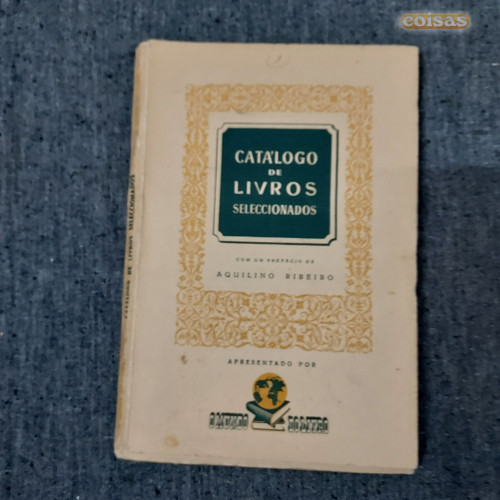 coisas
CATÁLOGO
DE
LIVROS
SELECCIONADOS
COM UM PREFÁCIO DE
AQUILINO RIBEIRO
APRESENTADO POR
CATÁLOGO DE LIVROS SELECCIONADOS